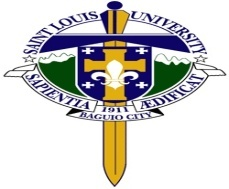 SAINT LOUIS UNIVERSITY
SAPIENTIA ÆDIFICAT
1911
BAGUIO CITY